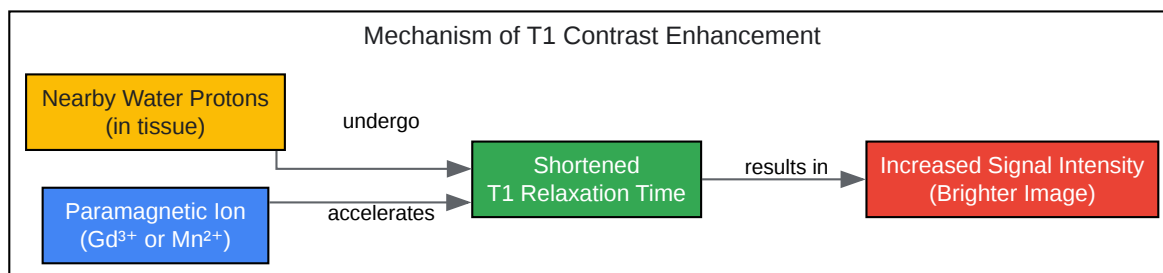 Mechanism of T1 Contrast Enhancement
Nearby Water Protons
(in tissue)
undergo
Paramagnetic Ion
(Gd³⁺ or Mn²⁺)
accelerates
Shortened
T1 Relaxation Time
results in
Increased Signal Intensity
(Brighter Image)